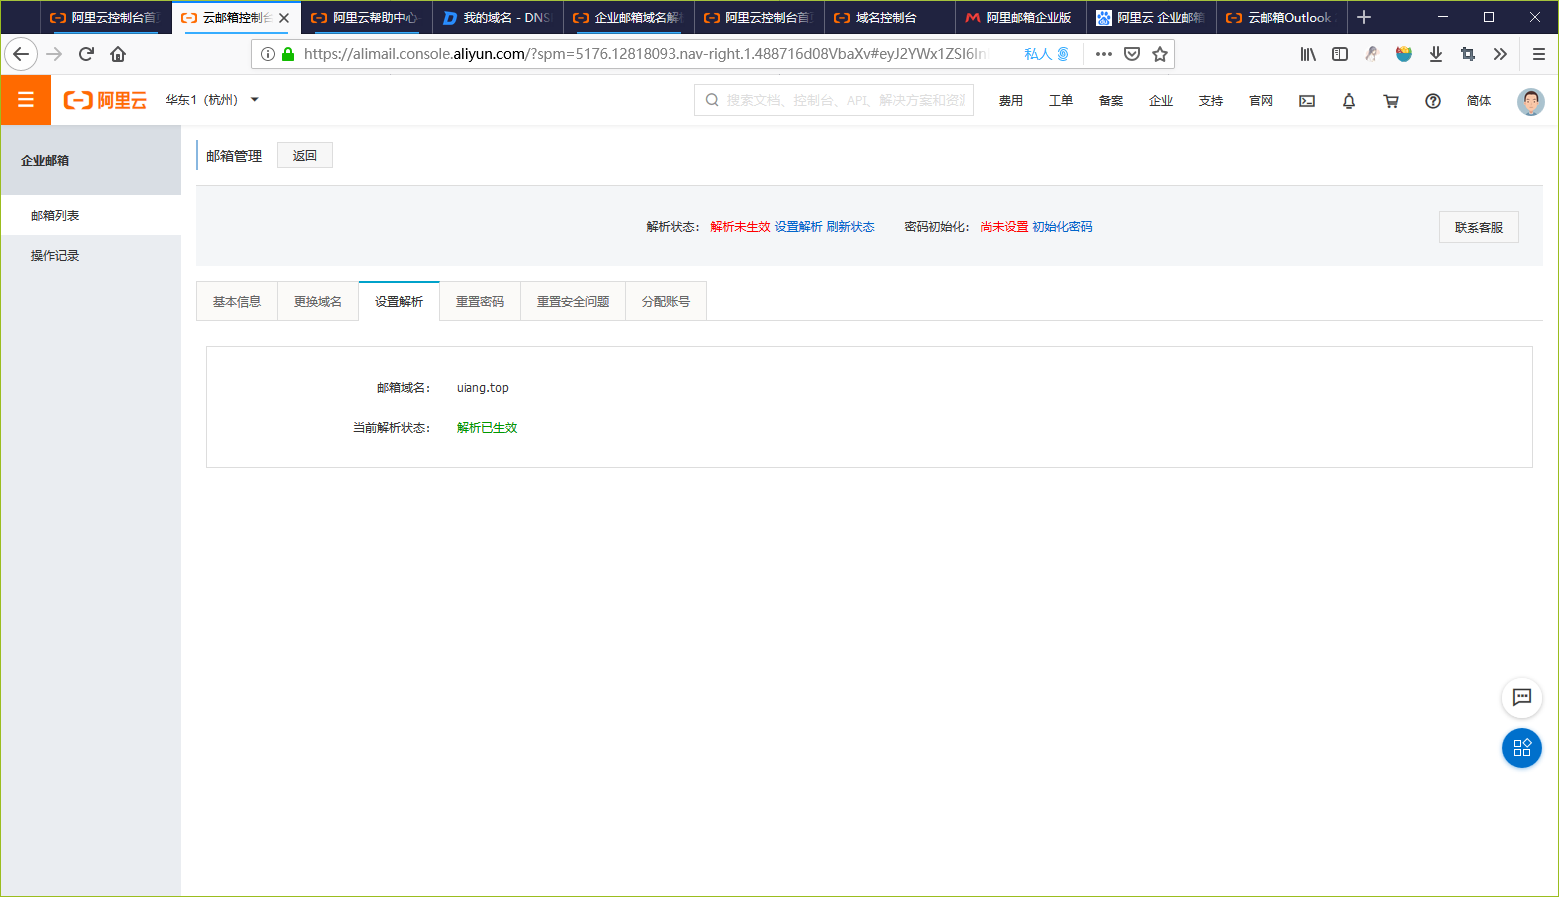 阿里云控制台首
云邮箱控制台
阿里云帮助中心
我的域名 - DNS
企业邮箱域名解
阿里云控制台首
域名控制台
阿里邮箱企业版
阿里云 企业邮箱
云邮箱Outlook
https://alimail.console.aliyun.com/?spm=5176.12818093.nav-right.1.488716d08VbaXv#eyJ2YWx1ZSI6In
私人
阿里云
华东1（杭州）
搜索文档、控制台、API、解决方案和资源
费用
工单
备案
企业
支持
官网
简体
企业邮箱
邮箱列表
操作记录
邮箱管理
返回
解析状态： 解析未生效 设置解析 刷新状态 密码初始化： 尚未设置 初始化密码
联系客服
基本信息
更换域名
设置解析
重置密码
重置安全问题
分配账号
邮箱域名： uiang.top
当前解析状态： 解析已生效